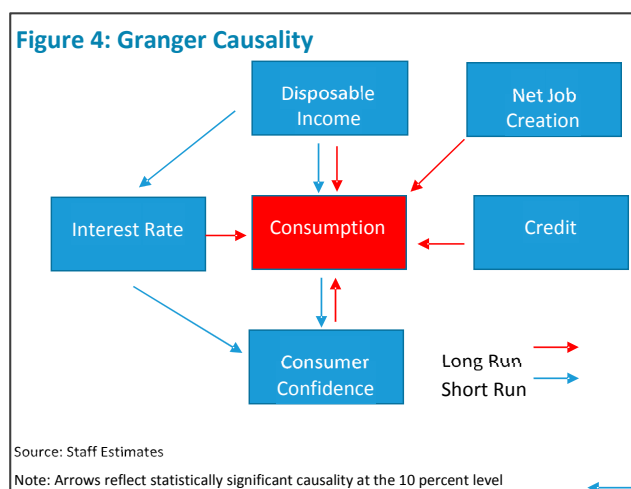 Figure 4: Granger Causality
Disposable
Income
Net Job
Creation
Interest Rate
Consumption
Credit
Consumer
Confidence
Long Run
Short Run
Source: Staff Estimates
Note: Arrows reflect statistically significant causality at the 10 percent level